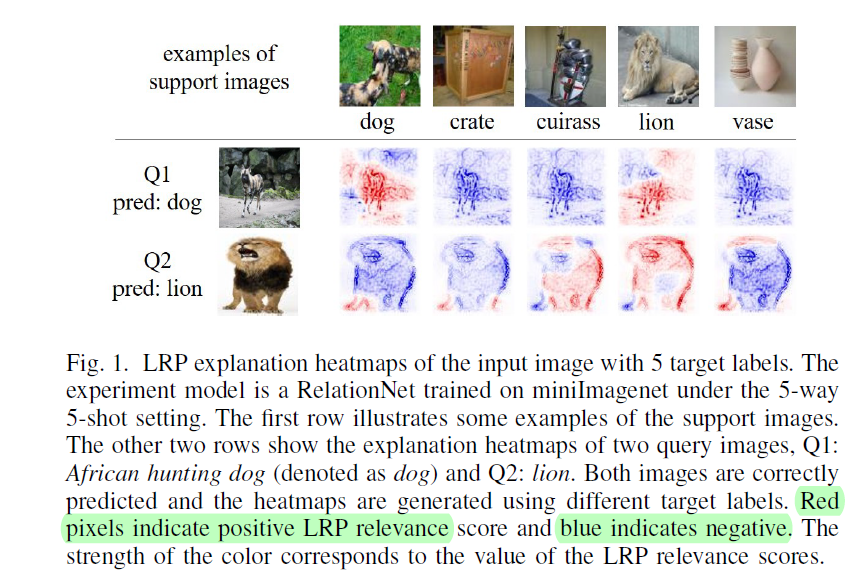 examples of
support images
dog crate cuirass lion vase
Q1
pred: dog
Q2
pred: lion
Fig. 1. LRP explanation heatmaps of the input image with 5 target labels. The
experiment model is a RelationNet trained on miniImagenet under the 5-way
5-shot setting. The first row illustrates some examples of the support images.
The other two rows show the explanation heatmaps of two query images, Q1:
African hunting dog (denoted as dog) and Q2: lion. Both images are correctly
predicted and the heatmaps are generated using different target labels. Red
pixels indicate positive LRP relevance score and blue indicates negative. The
strength of the color corresponds to the value of the LRP relevance scores.